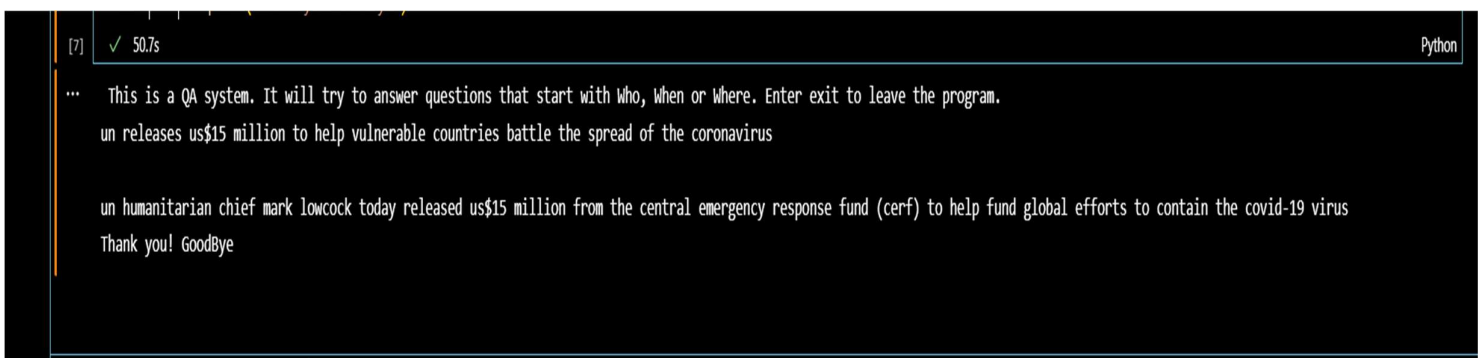 [7] ✓ 50.7s Python
... This is a QA system. It will try to answer questions that start with Who, When or Where. Enter exit to leave the program.
un releases us$15 million to help vulnerable countries battle the spread of the coronavirus
un humanitarian chief mark lowcock today released us$15 million from the central emergency response fund (cerf) to help fund global efforts to contain the covid-19 virus
Thank you! GoodBye